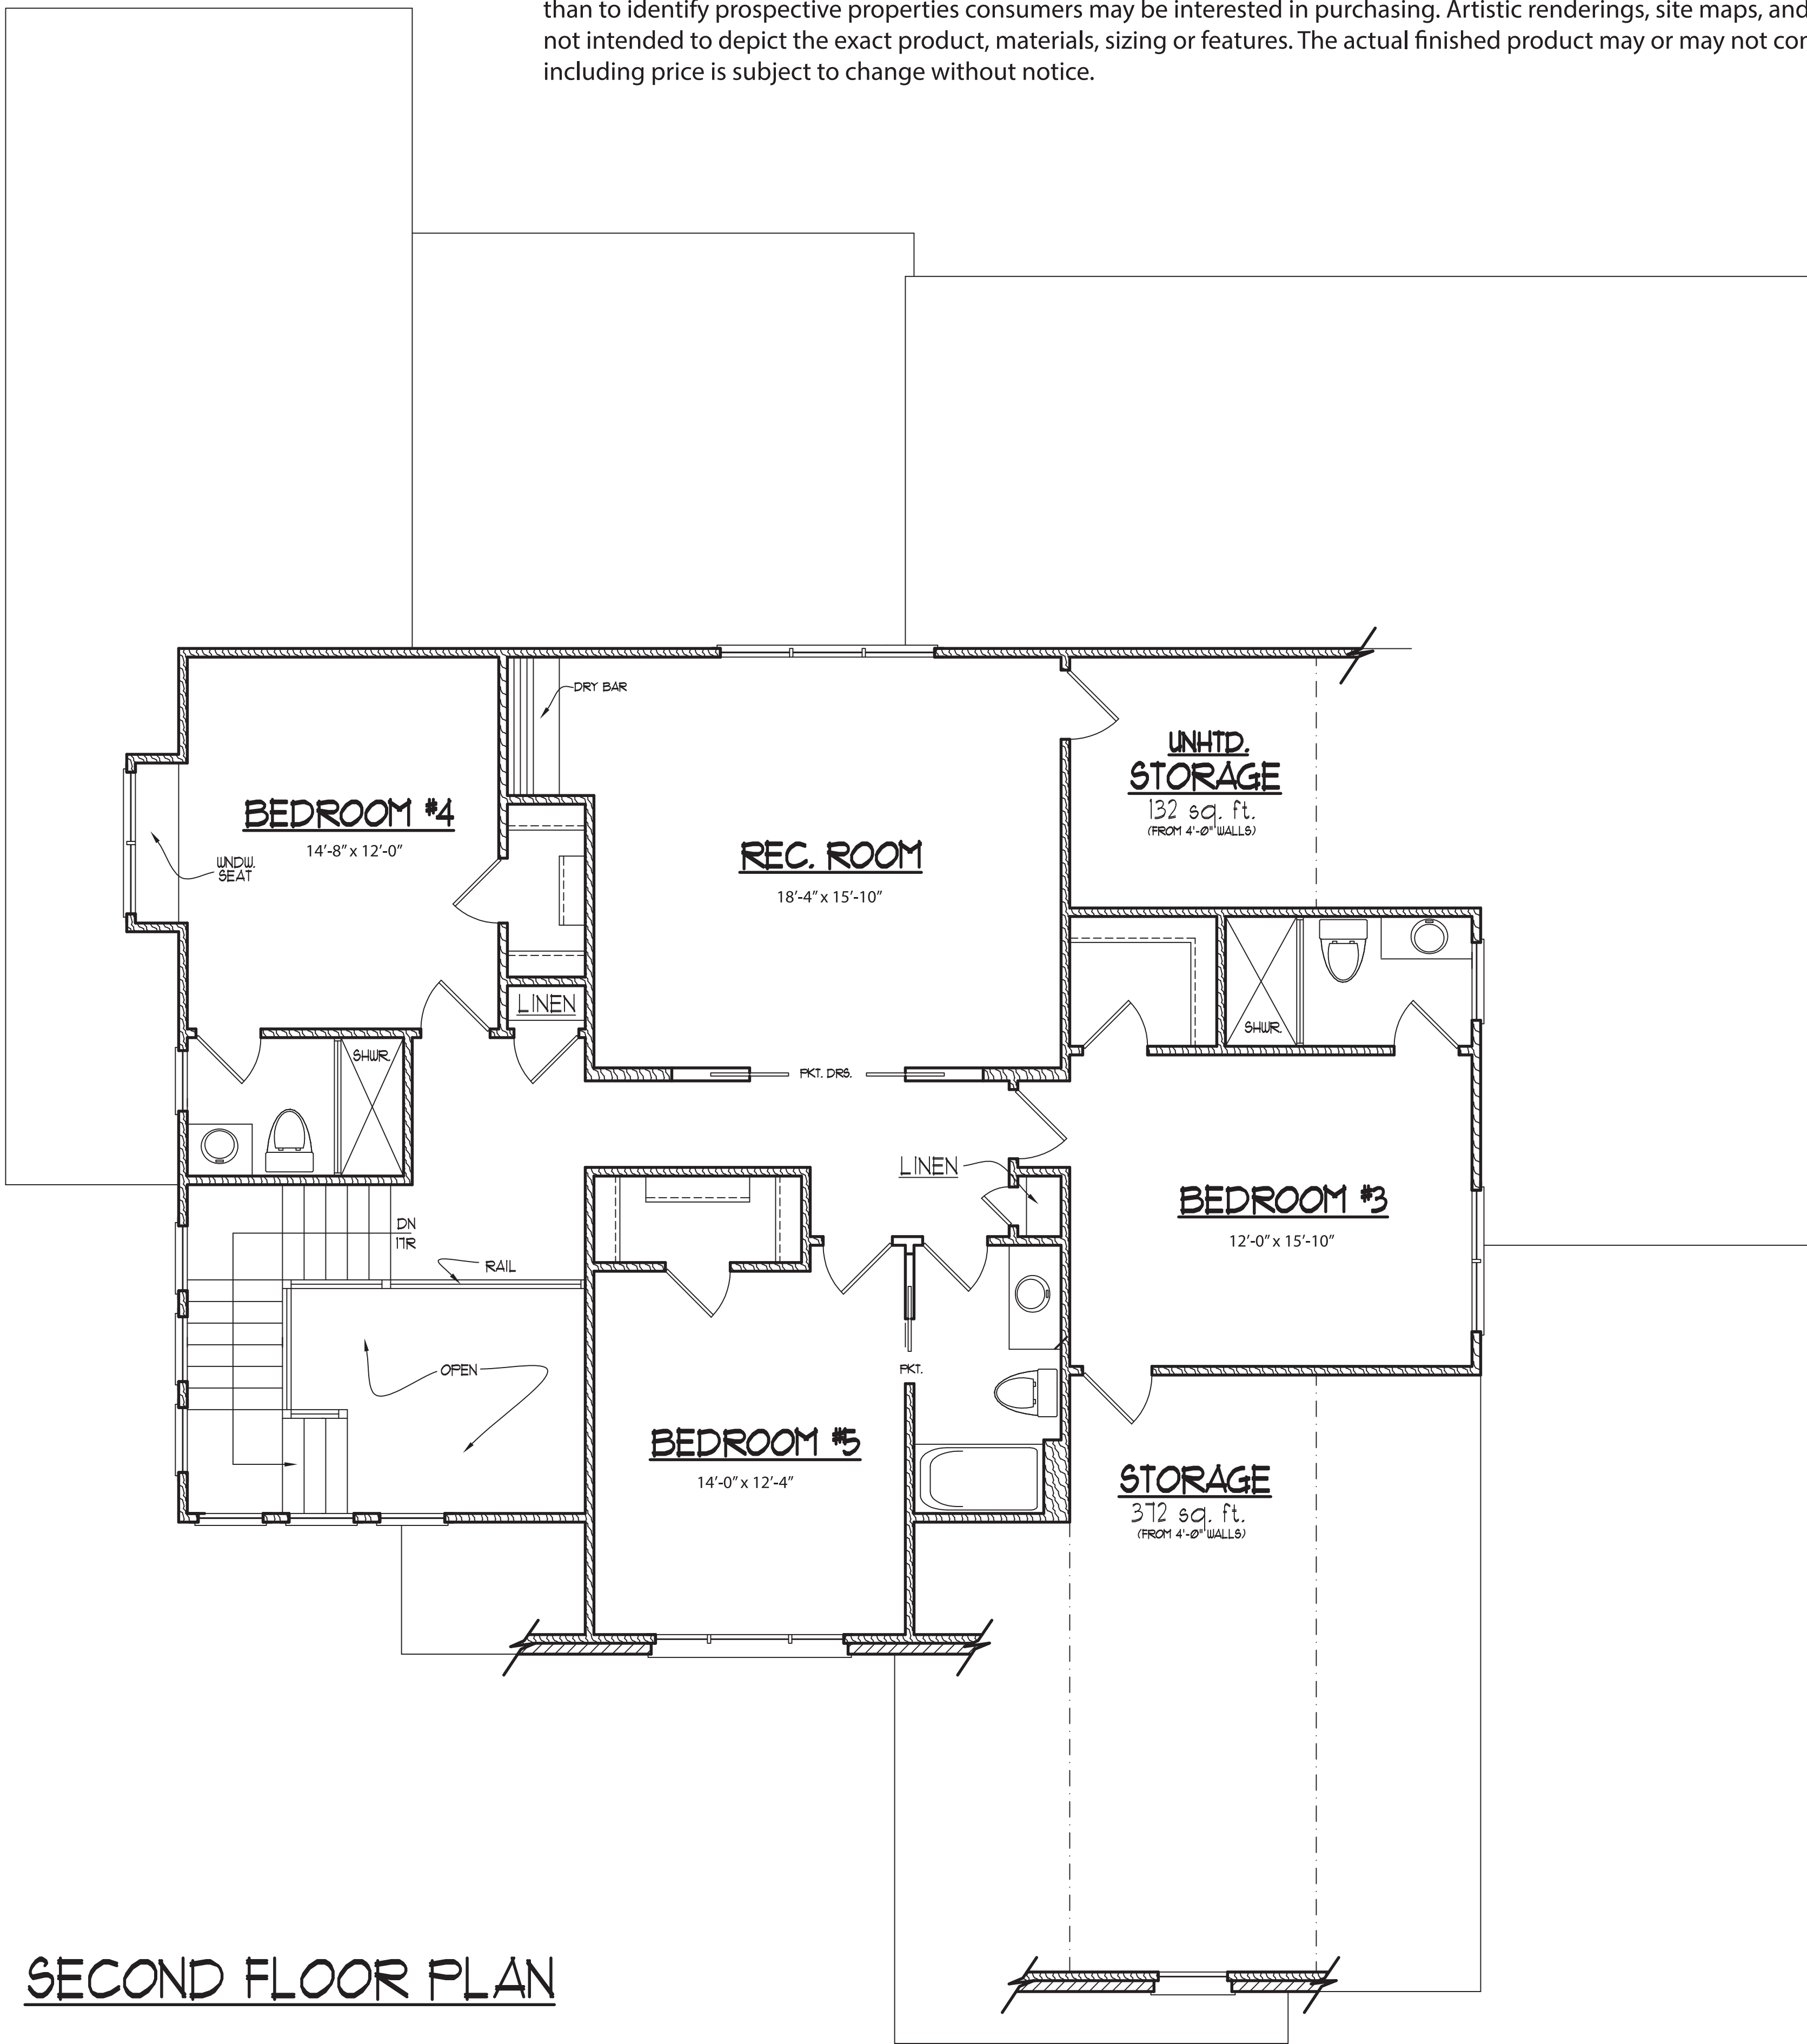 than to identify prospective properties consumers may be interested in purchasing. Artistic renderings, site maps, and
not intended to depict the exact product, materials, sizing or features. The actual finished product may or may not con
including price is subject to change without notice.
DRY BAR
UNHTD.
STORAGE
132 sq. ft.
(FROM 4'-0" WALLS)
BEDROOM #4
14'-8" x 12'-0"
WNDW.
SEAT
REC. ROOM
18'-4" x 15'-10"
LINEN
SHWR.
SHWR.
PKT. DRS.
LINEN
BEDROOM #3
12'-0" x 15'-10"
DN
17R
RAIL
OPEN
PKT.
BEDROOM #5
14'-0" x 12'-4"
STORAGE
372 sq. ft.
(FROM 4'-0" WALLS)
SECOND FLOOR PLAN